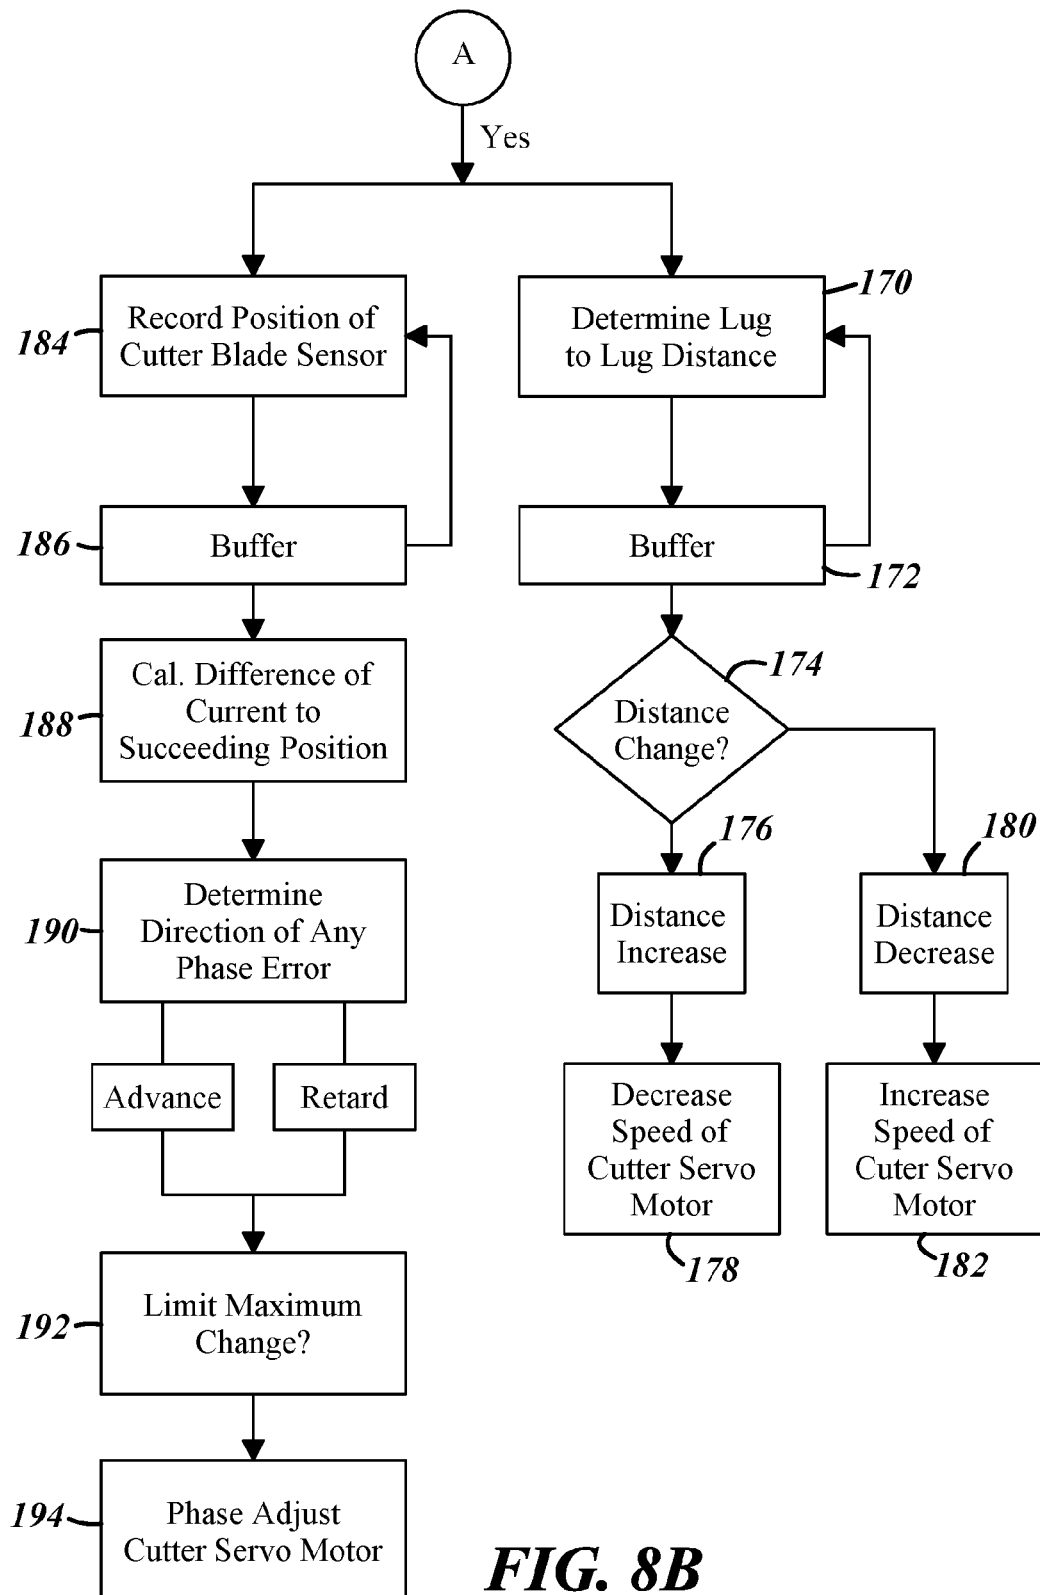 A
Yes
184
Record Position of
Cutter Blade Sensor
186
Buffer
188
Cal. Difference of
Current to
Succeeding Position
190
Determine
Direction of Any
Phase Error
Advance
Retard
192
Limit Maximum
Change?
194
Phase Adjust
Cutter Servo Motor
170
Determine Lug
to Lug Distance
Buffer
172
174
Distance
Change?
176
Distance
Increase
180
Distance
Decrease
Decrease
Speed of
Cutter Servo
Motor
178
Increase
Speed of
Cuter Servo
Motor
182
FIG. 8B